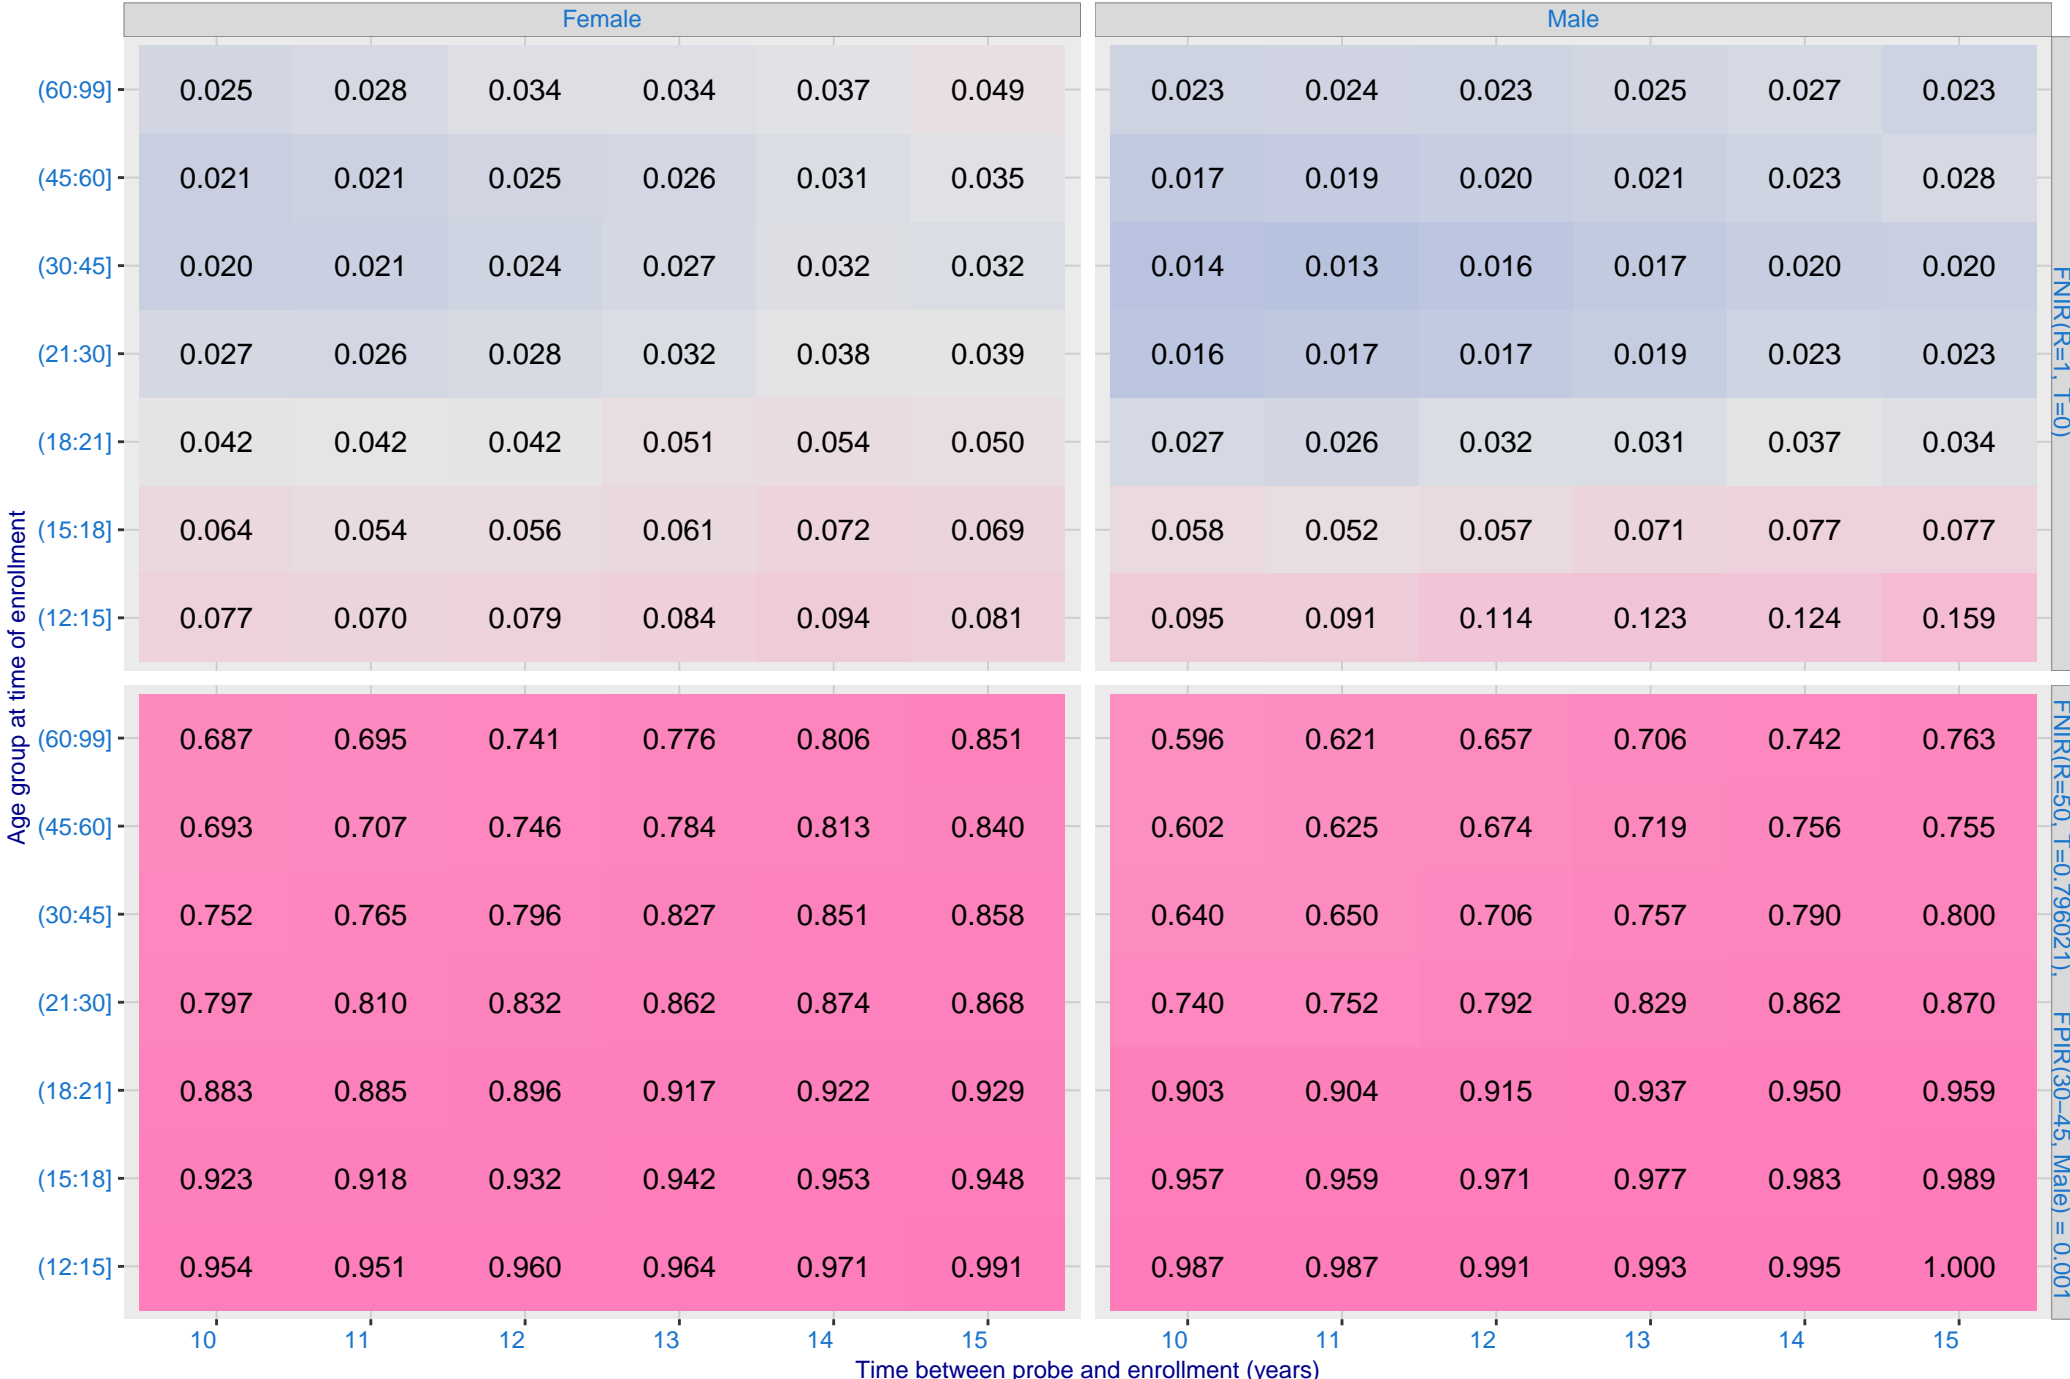 Female Male
(60:99] 0.025 0.028 0.034 0.034 0.037 0.049 0.023 0.024 0.023 0.025 0.027 0.023
(45:60] 0.021 0.021 0.025 0.026 0.031 0.035 0.017 0.019 0.020 0.021 0.023 0.028
(30:45] 0.020 0.021 0.024 0.027 0.032 0.032 0.014 0.013 0.016 0.017 0.020 0.020
(21:30] 0.027 0.026 0.028 0.032 0.038 0.039 0.016 0.017 0.017 0.019 0.023 0.023
(18:21] 0.042 0.042 0.042 0.051 0.054 0.050 0.027 0.026 0.032 0.031 0.037 0.034
(15:18] 0.064 0.054 0.056 0.061 0.072 0.069 0.058 0.052 0.057 0.071 0.077 0.077
(12:15] 0.077 0.070 0.079 0.084 0.094 0.081 0.095 0.091 0.114 0.123 0.124 0.159
FNIR(R=1, T=0)
Age group at time of enrollment
(60:99] 0.687 0.695 0.741 0.776 0.806 0.851 0.596 0.621 0.657 0.706 0.742 0.763
(45:60] 0.693 0.707 0.746 0.784 0.813 0.840 0.602 0.625 0.674 0.719 0.756 0.755
(30:45] 0.752 0.765 0.796 0.827 0.851 0.858 0.640 0.650 0.706 0.757 0.790 0.800
(21:30] 0.797 0.810 0.832 0.862 0.874 0.868 0.740 0.752 0.792 0.829 0.862 0.870
(18:21] 0.883 0.885 0.896 0.917 0.922 0.929 0.903 0.904 0.915 0.937 0.950 0.959
(15:18] 0.923 0.918 0.932 0.942 0.953 0.948 0.957 0.959 0.971 0.977 0.983 0.989
(12:15] 0.954 0.951 0.960 0.964 0.971 0.991 0.987 0.987 0.991 0.993 0.995 1.000
FNIR(R=50, T=0.796021), FPIR(30−45, Male) = 0.001
10 11 12 13 14 15 10 11 12 13 14 15
Time between probe and enrollment (years)